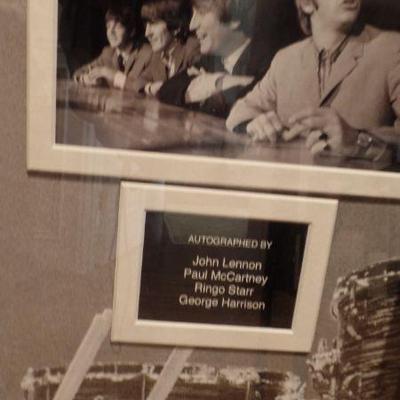 AUTOGRAPHED BY
John Lennon
Paul McCartney
Ringo Starr
George Harrison